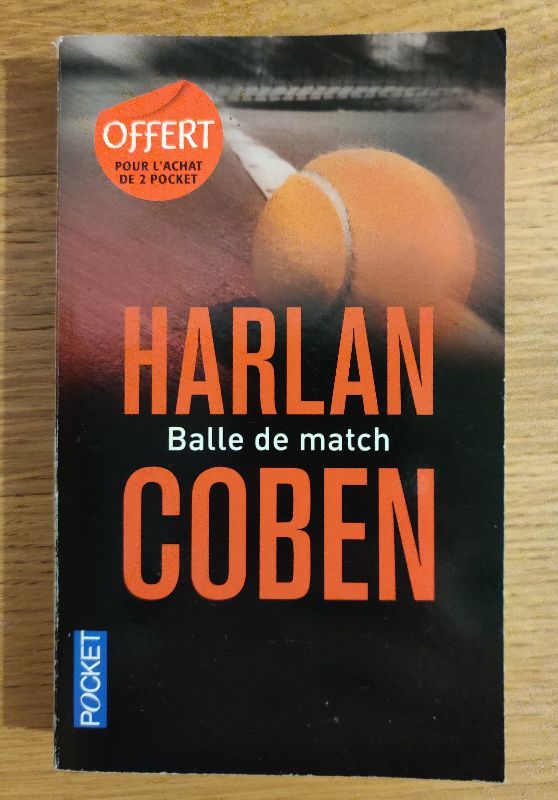 OFFERT
POUR L'ACHAT
DE 2 POCKET
HARLAN
Balle de match
COBEN
POCKET